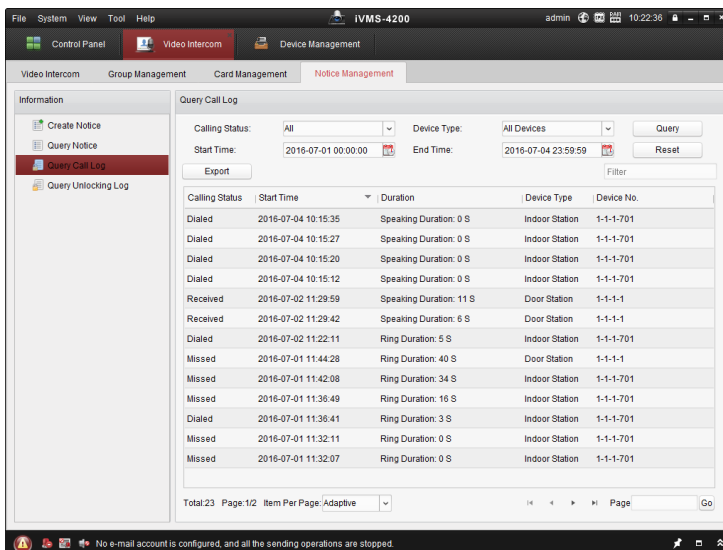 File System View Tool Help iVMS-4200 admin 10:22:36
Control Panel Video Intercom Device Management
Video Intercom Group Management Card Management Notice Management
Information Query Call Log
Create Notice
Query Notice
Query Call Log
Query Unlocking Log
Calling Status: All Device Type: All Devices Query
Start Time: 2016-07-01 00:00:00 End Time: 2016-07-04 23:59:59 Reset
Export Filter
Calling Status Start Time Duration Device Type Device No.
Dialed 2016-07-04 10:15:35 Speaking Duration: 0 S Indoor Station 1-1-1-701
Dialed 2016-07-04 10:15:27 Speaking Duration: 0 S Indoor Station 1-1-1-701
Dialed 2016-07-04 10:15:20 Speaking Duration: 0 S Indoor Station 1-1-1-701
Dialed 2016-07-04 10:15:12 Speaking Duration: 0 S Indoor Station 1-1-1-701
Received 2016-07-02 11:29:59 Speaking Duration: 11 S Door Station 1-1-1-1
Received 2016-07-02 11:29:42 Speaking Duration: 6 S Door Station 1-1-1-1
Dialed 2016-07-02 11:22:11 Ring Duration: 5 S Indoor Station 1-1-1-701
Missed 2016-07-01 11:44:28 Ring Duration: 40 S Door Station 1-1-1-1
Missed 2016-07-01 11:42:08 Ring Duration: 34 S Indoor Station 1-1-1-701
Missed 2016-07-01 11:36:49 Ring Duration: 16 S Indoor Station 1-1-1-701
Dialed 2016-07-01 11:36:41 Ring Duration: 3 S Indoor Station 1-1-1-701
Missed 2016-07-01 11:32:11 Ring Duration: 0 S Indoor Station 1-1-1-701
Missed 2016-07-01 11:32:07 Ring Duration: 0 S Indoor Station 1-1-1-701
Total:23 Page:1/2 Item Per Page: Adaptive Page Go
No e-mail account is configured, and all the sending operations are stopped.